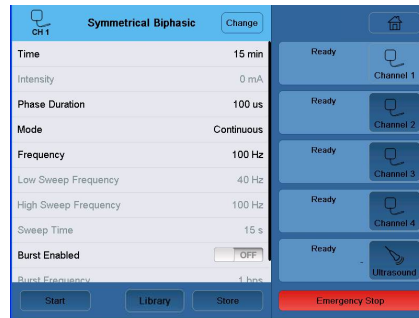 CH 1 Symmetrical Biphasic Change
Time 15 min
Intensity 0 mA
Phase Duration 100 us
Mode Continuous
Frequency 100 Hz
Low Sweep Frequency 40 Hz
High Sweep Frequency 100 Hz
Sweep Time 15 s
Burst Enabled OFF
Burst Frequency 1 bps
Start Library Store
Ready
Channel 1
Ready
Channel 2
Ready
Channel 3
Ready
Channel 4
Ready
-
Ultrasound
Emergency Stop